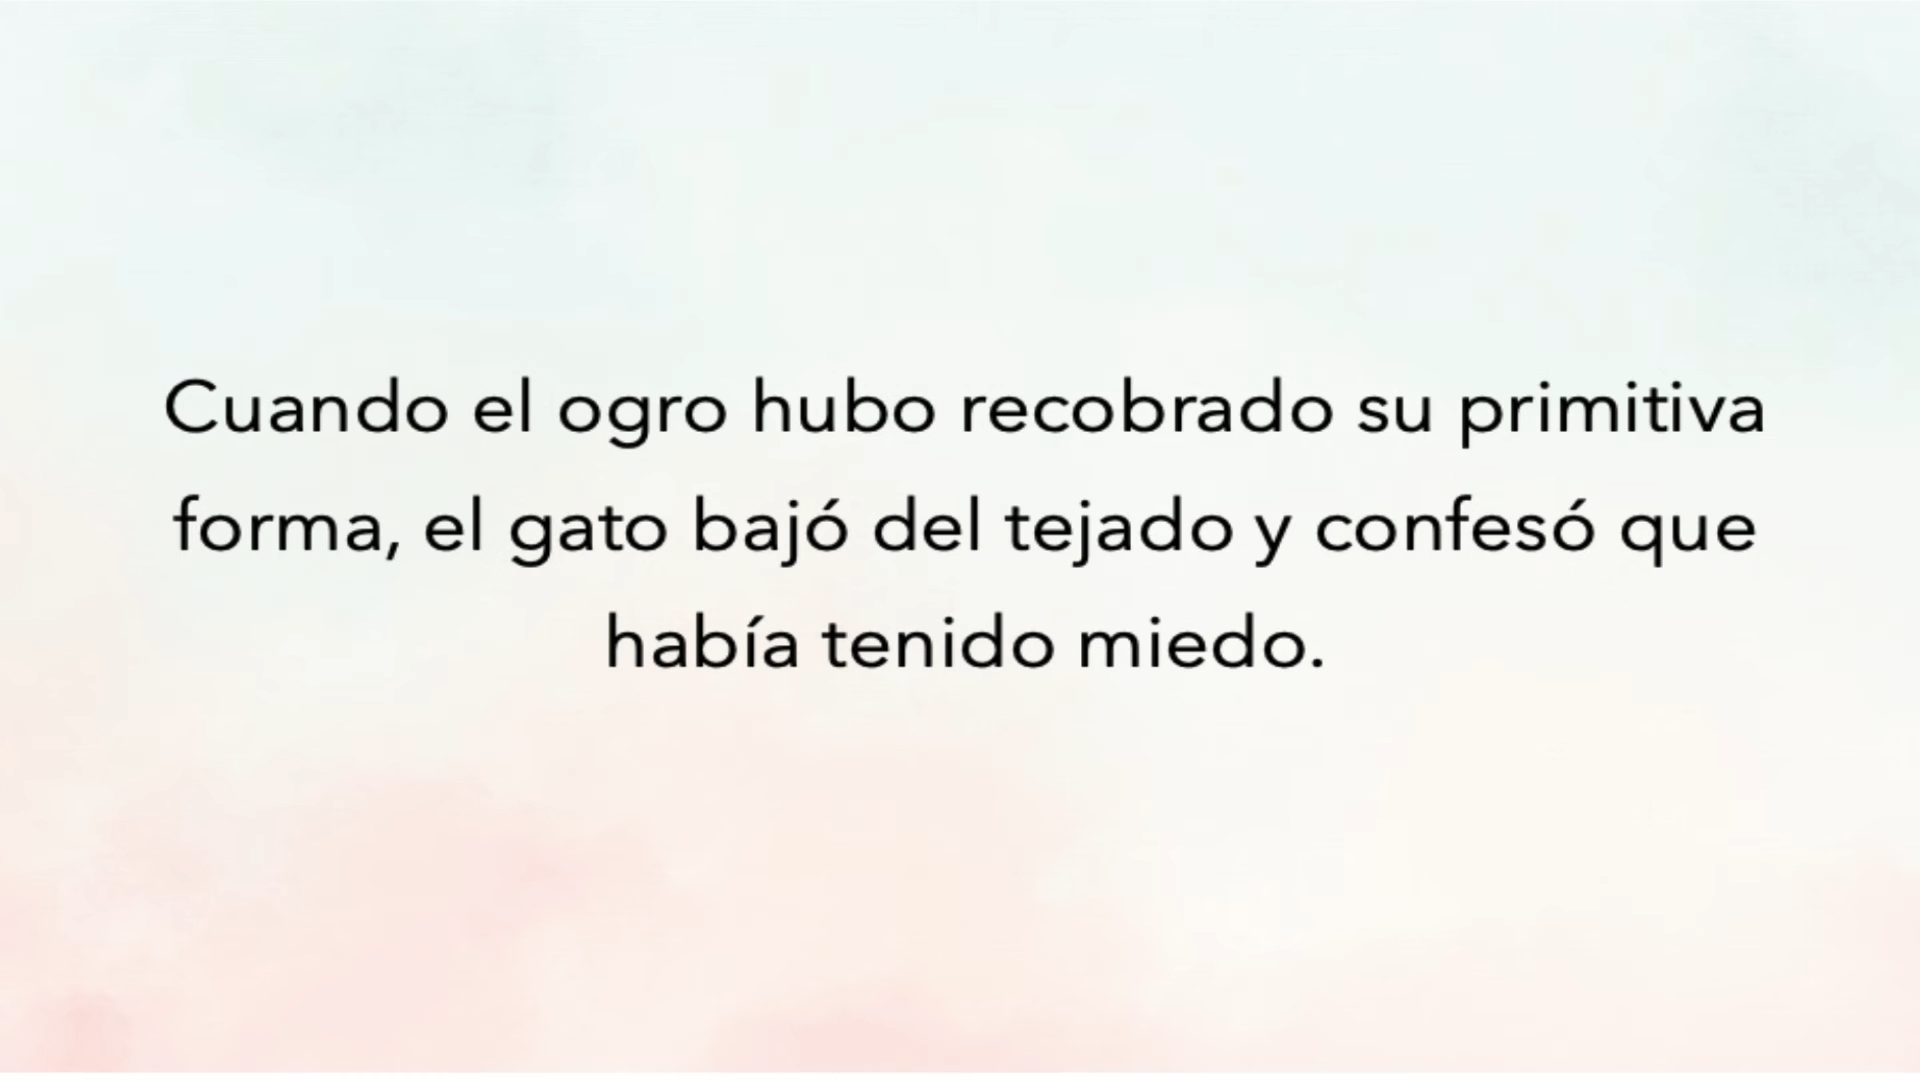 Cuando el ogro hubo recobrado su primitiva
forma, el gato bajó del tejado y confesó que
había tenido miedo.